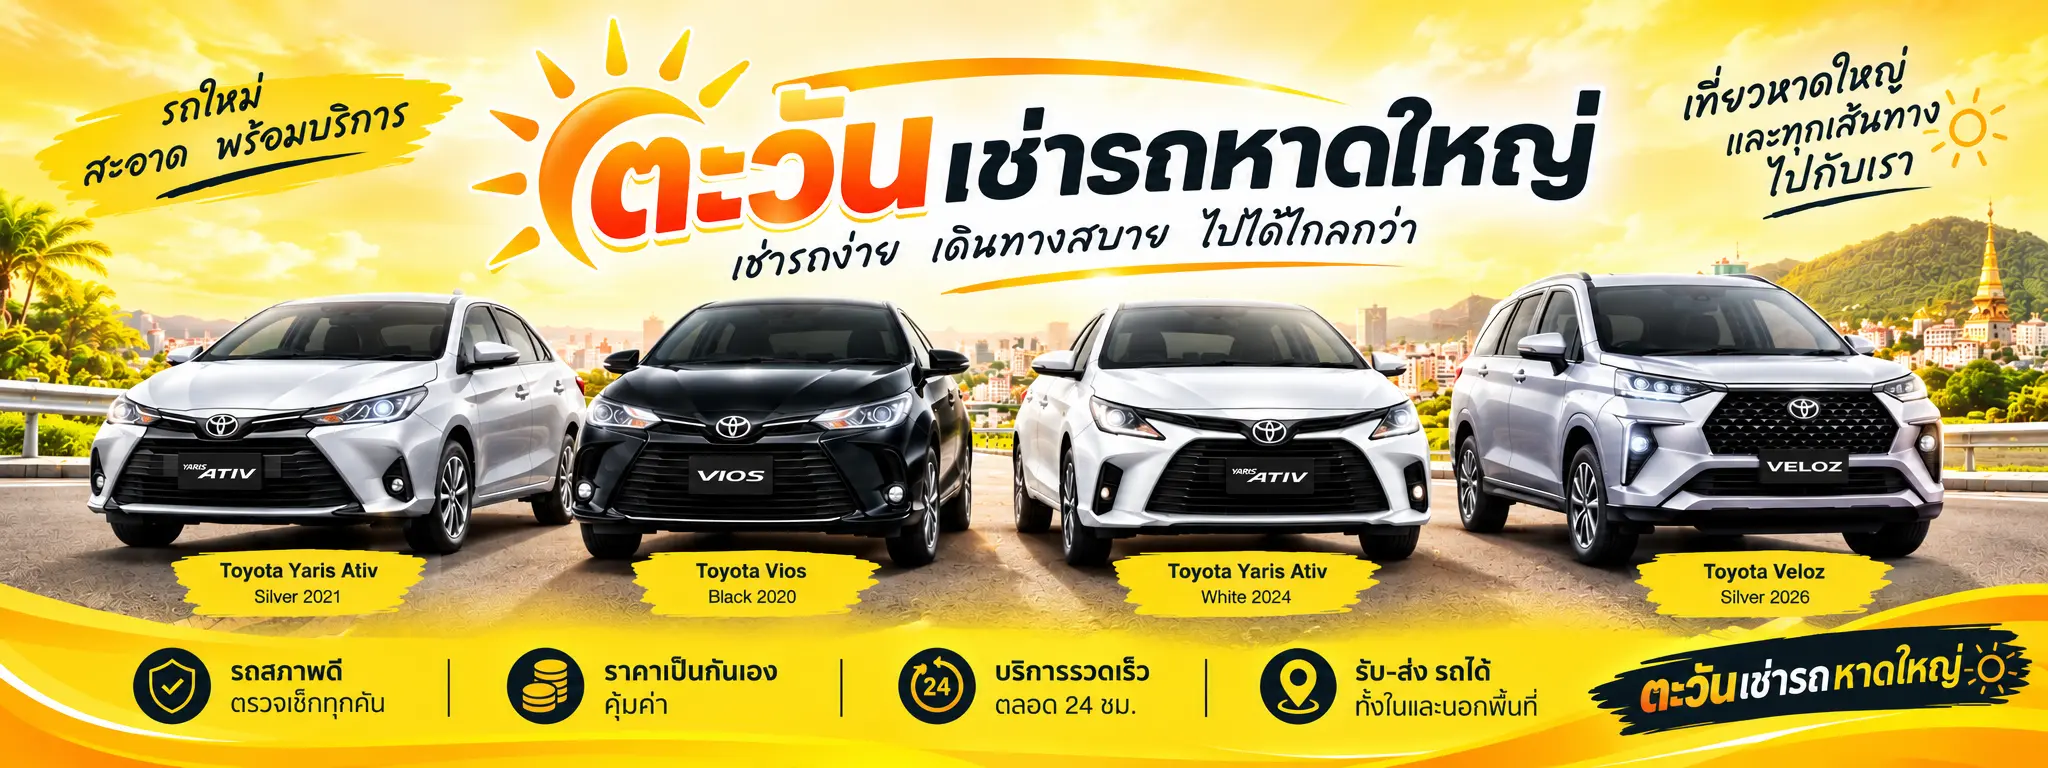 รถใหม่
สะอาด พร้อมบริการ
ตะวัน เช่ารถหาดใหญ่
เช่ารถง่าย เดินทางสบาย ไปได้ไกลกว่า
เที่ยวหาดใหญ่
และทุกเส้นทาง
ไปกับเรา
YARIS ATIV
VIOS
YARIS ATIV
VELOZ
Toyota Yaris Ativ
Silver 2021
Toyota Vios
Black 2020
Toyota Yaris Ativ
White 2024
Toyota Veloz
Silver 2026
รถสภาพดี
ตรวจเช็กทุกคัน
ราคาเป็นกันเอง
คุ้มค่า
24
บริการรวดเร็ว
ตลอด 24 ชม.
รับ-ส่ง รถได้
ทั้งในและนอกพื้นที่
ตะวันเช่ารถหาดใหญ่